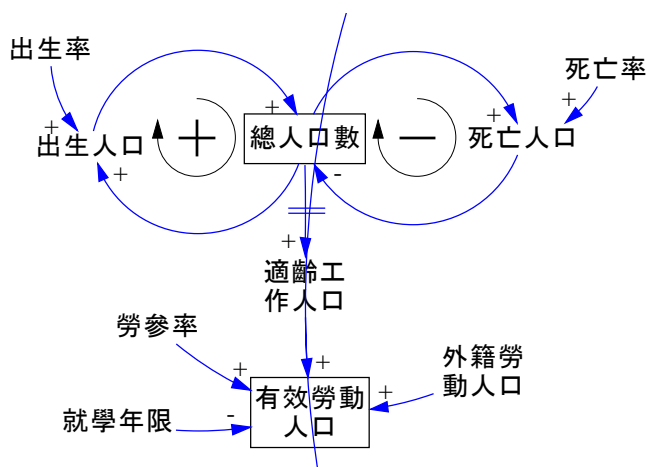 出生率
死亡率
+
+
+
+
出生人口
總人口數
死亡人口
+
-
+
適齡工
作人口
勞參率
外籍勞
動人口
+
+
+
有效勞動
人口
就學年限
-